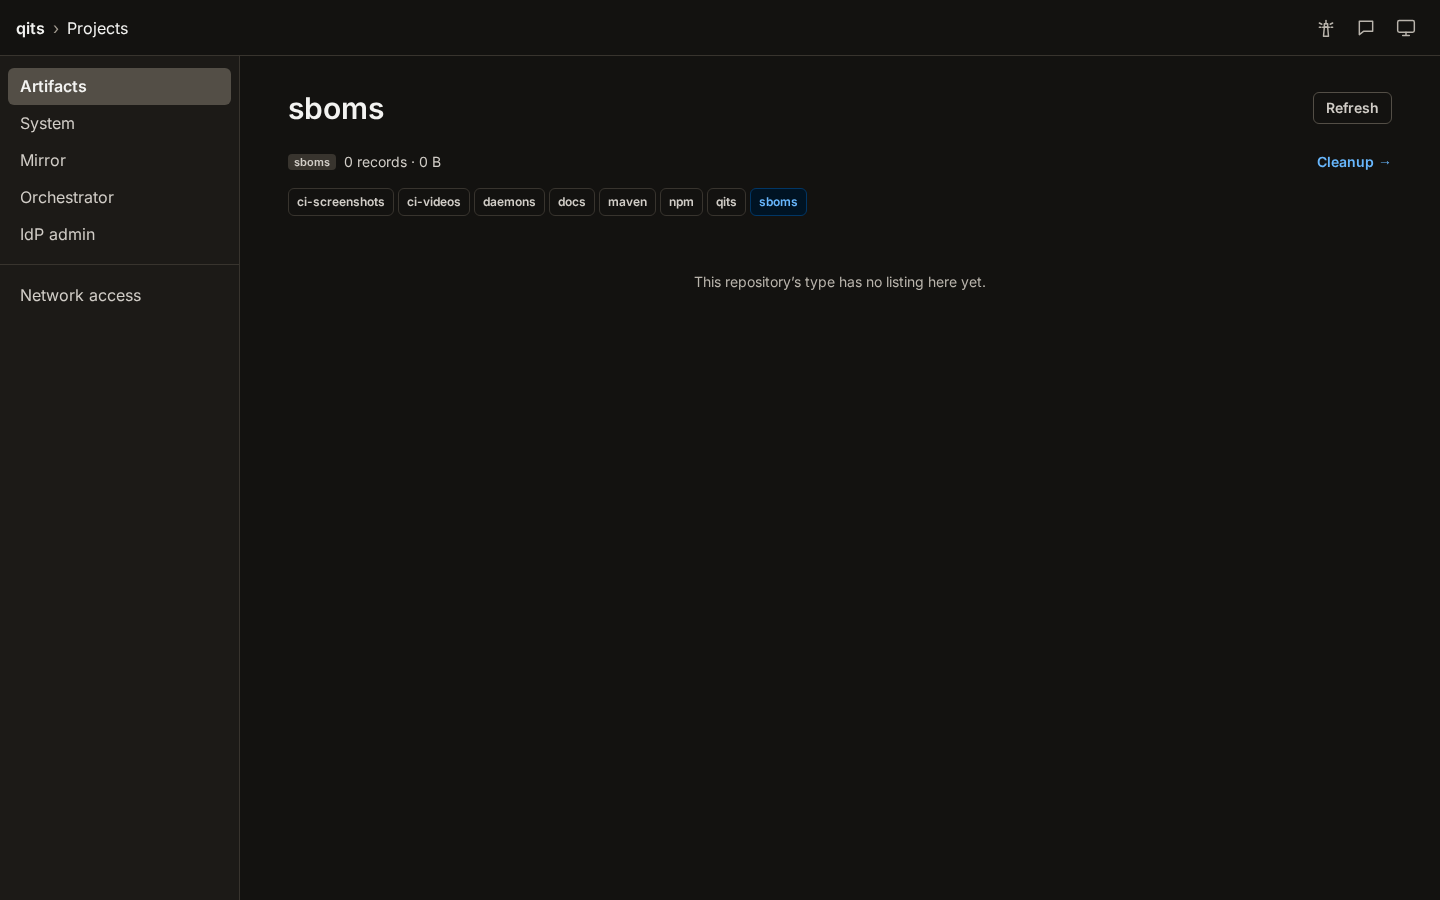 qits › Projects
Artifacts
System
Mirror
Orchestrator
IdP admin
Network access
sboms
Refresh
sboms 0 records · 0 B
Cleanup →
ci-screenshots ci-videos daemons docs maven npm qits sboms
This repository's type has no listing here yet.